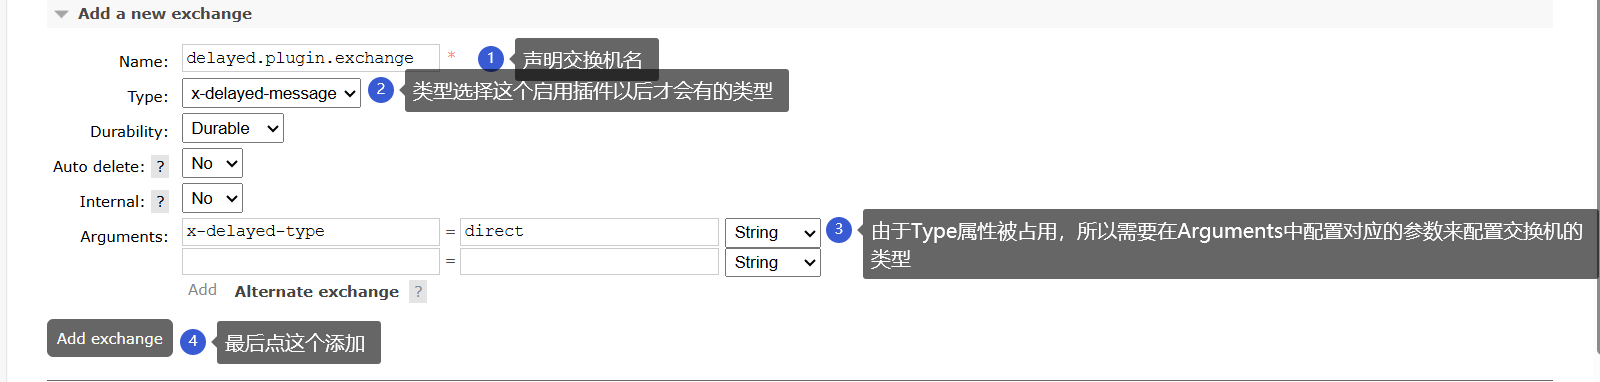 Add a new exchange
Name: delayed.plugin.exchange * 1 声明交换机名
Type: x-delayed-message 2 类型选择这个启用插件以后才会有的类型
Durability: Durable
Auto delete: ? No
Internal: ? No
Arguments: x-delayed-type = direct String 3 由于Type属性被占用，所以需要在Arguments中配置对应的参数来配置交换机的
类型
= String
Add Alternate exchange ?
Add exchange 4 最后点这个添加